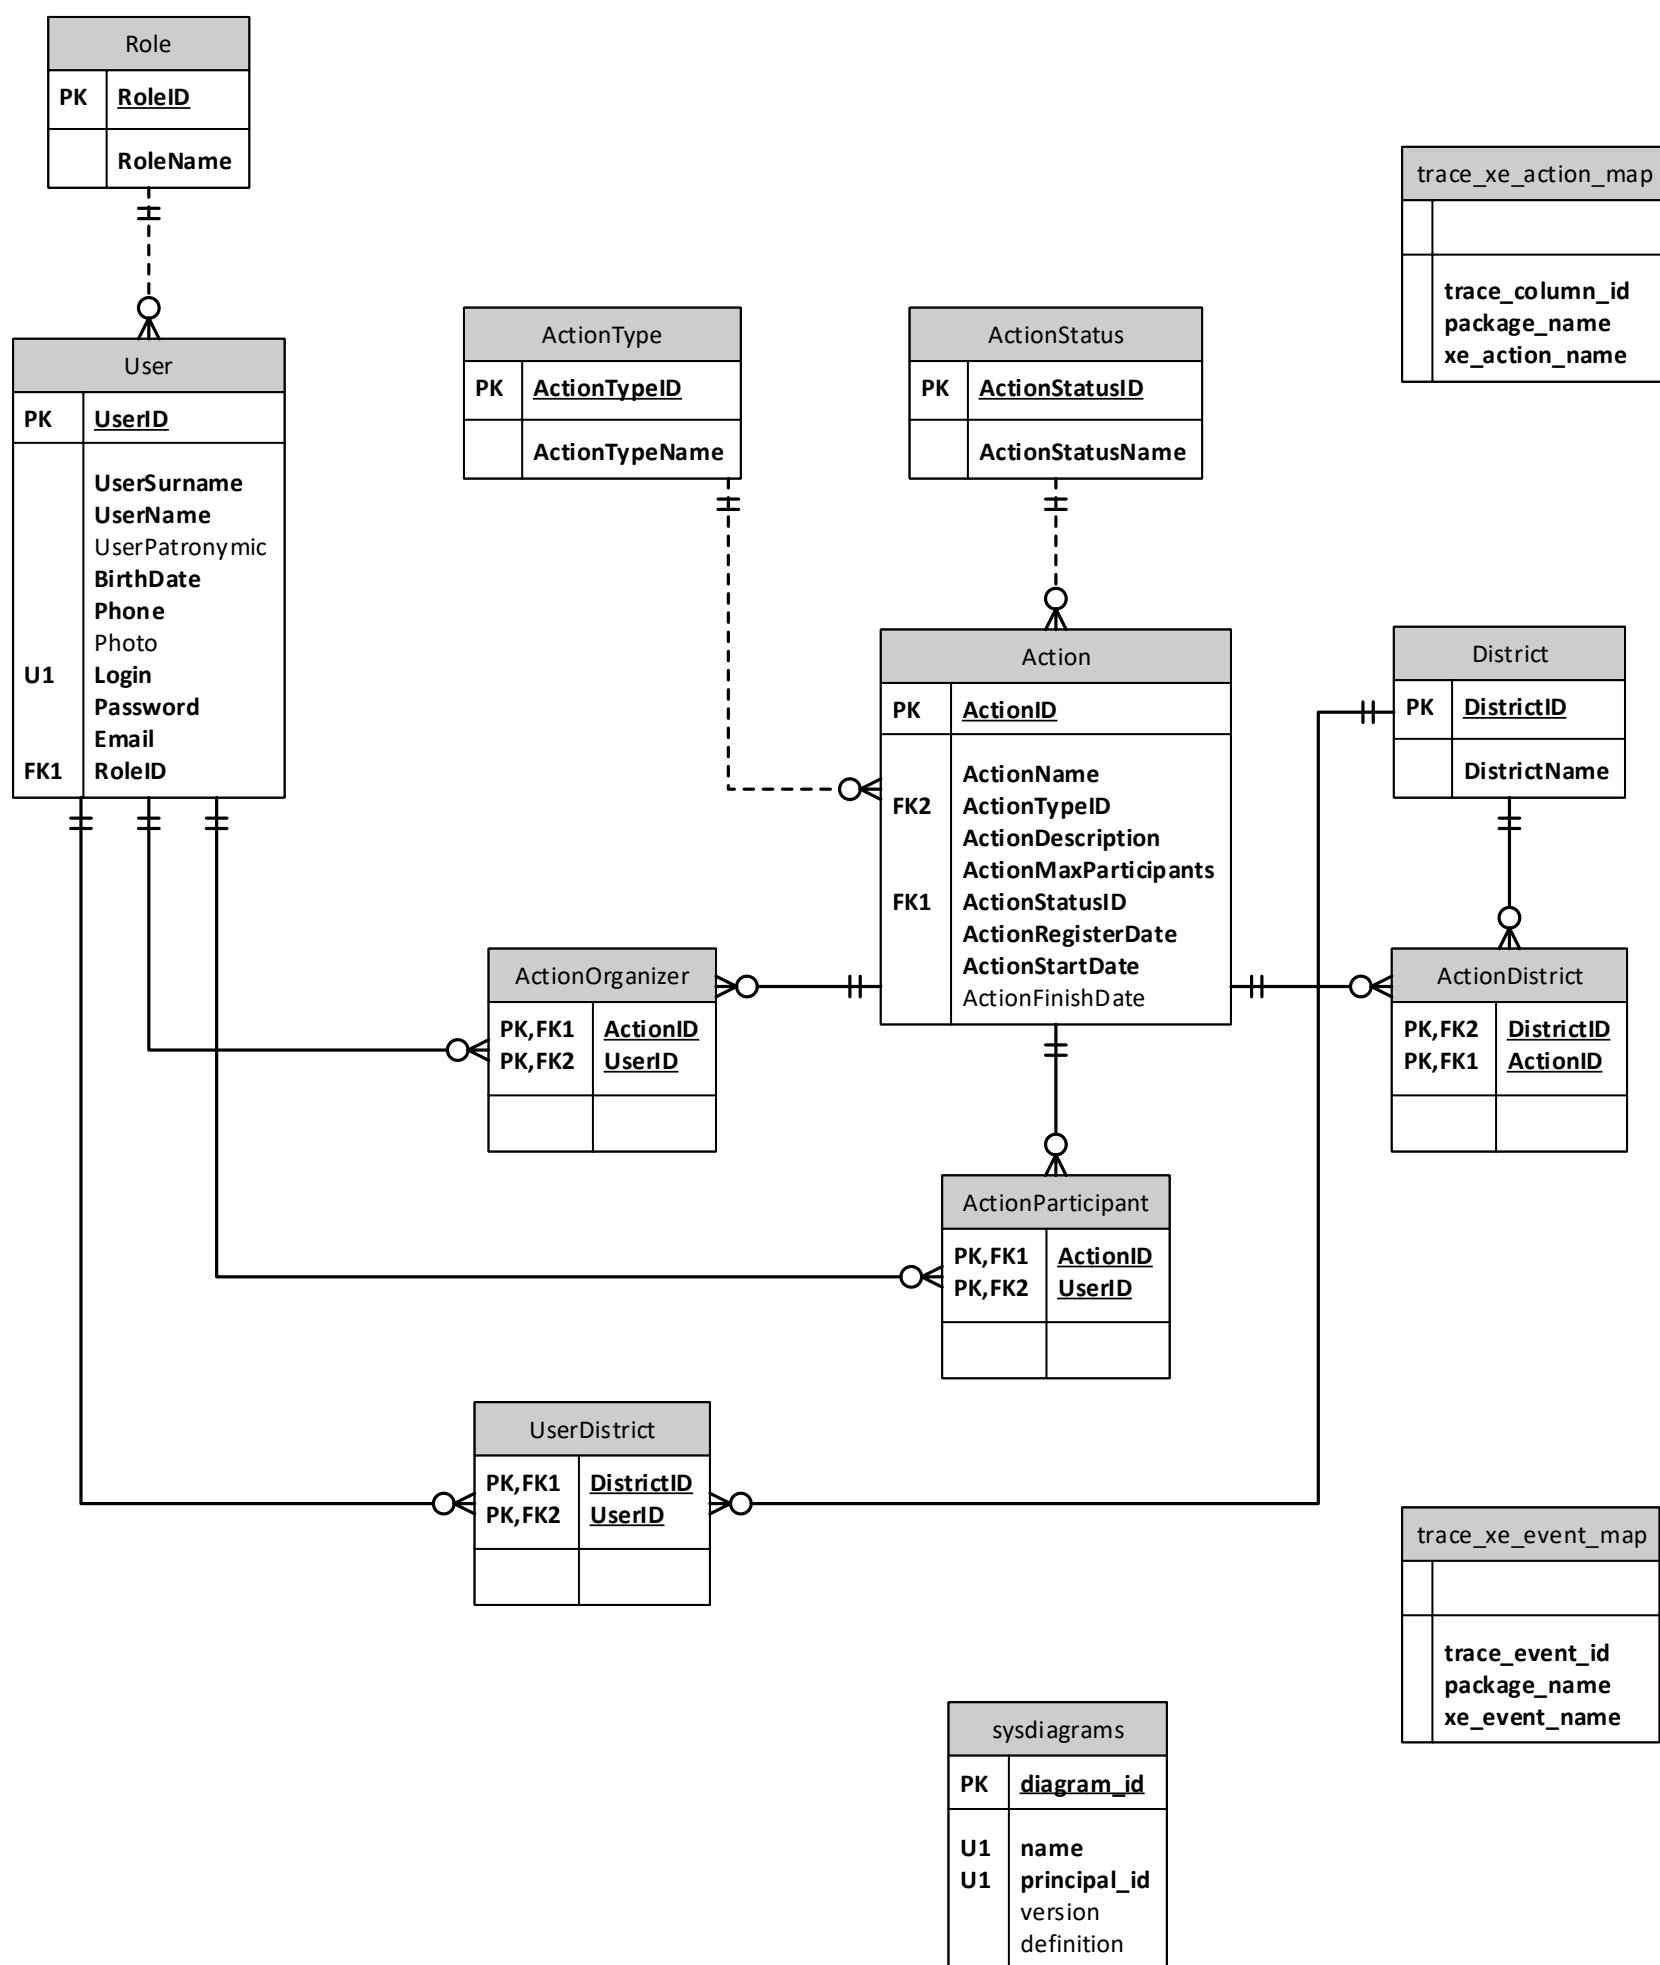 Role
PK RoleID
RoleName
trace_xe_action_map
trace_column_id
package_name
xe_action_name
User
PK UserID
UserSurname
UserName
UserPatronymic
BirthDate
Phone
Photo
U1 Login
Password
Email
FK1 RoleID
ActionType
PK ActionTypeID
ActionTypeName
ActionStatus
PK ActionStatusID
ActionStatusName
Action
PK ActionID
ActionName
FK2 ActionTypeID
ActionDescription
ActionMaxParticipants
FK1 ActionStatusID
ActionRegisterDate
ActionStartDate
ActionFinishDate
District
PK DistrictID
DistrictName
ActionOrganizer
PK,FK1 ActionID
PK,FK2 UserID
ActionDistrict
PK,FK2 DistrictID
PK,FK1 ActionID
ActionParticipant
PK,FK1 ActionID
PK,FK2 UserID
UserDistrict
PK,FK1 DistrictID
PK,FK2 UserID
trace_xe_event_map
trace_event_id
package_name
xe_event_name
sysdiagrams
PK diagram_id
U1 name
U1 principal_id
version
definition